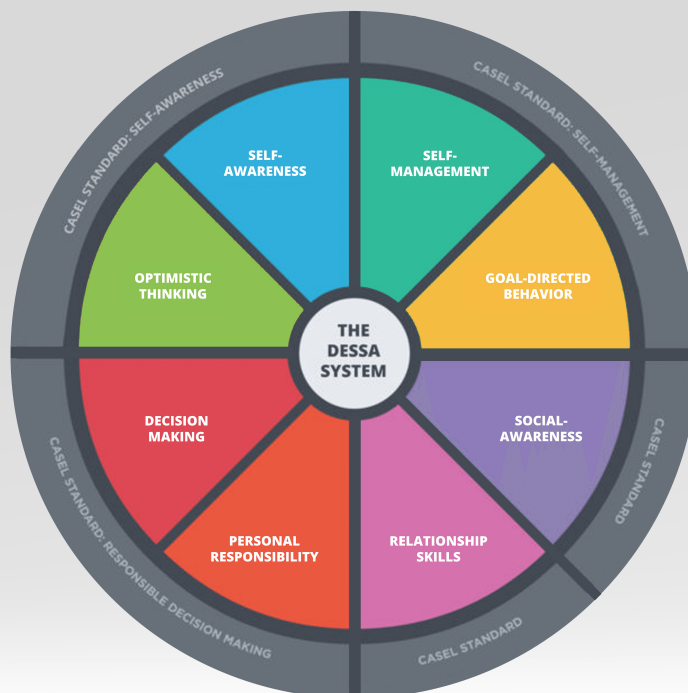 CASEL STANDARD: SELF-AWARENESS
CASEL STANDARD: SELF-MANAGEMENT
SELF-
AWARENESS
SELF-
MANAGEMENT
OPTIMISTIC
THINKING
GOAL-DIRECTED
BEHAVIOR
THE
DESSA
SYSTEM
DECISION
MAKING
SOCIAL-
AWARENESS
PERSONAL
RESPONSIBILITY
RELATIONSHIP
SKILLS
CASEL STANDARD
CASEL STANDARD: RESPONSIBLE DECISION MAKING
CASEL STANDARD